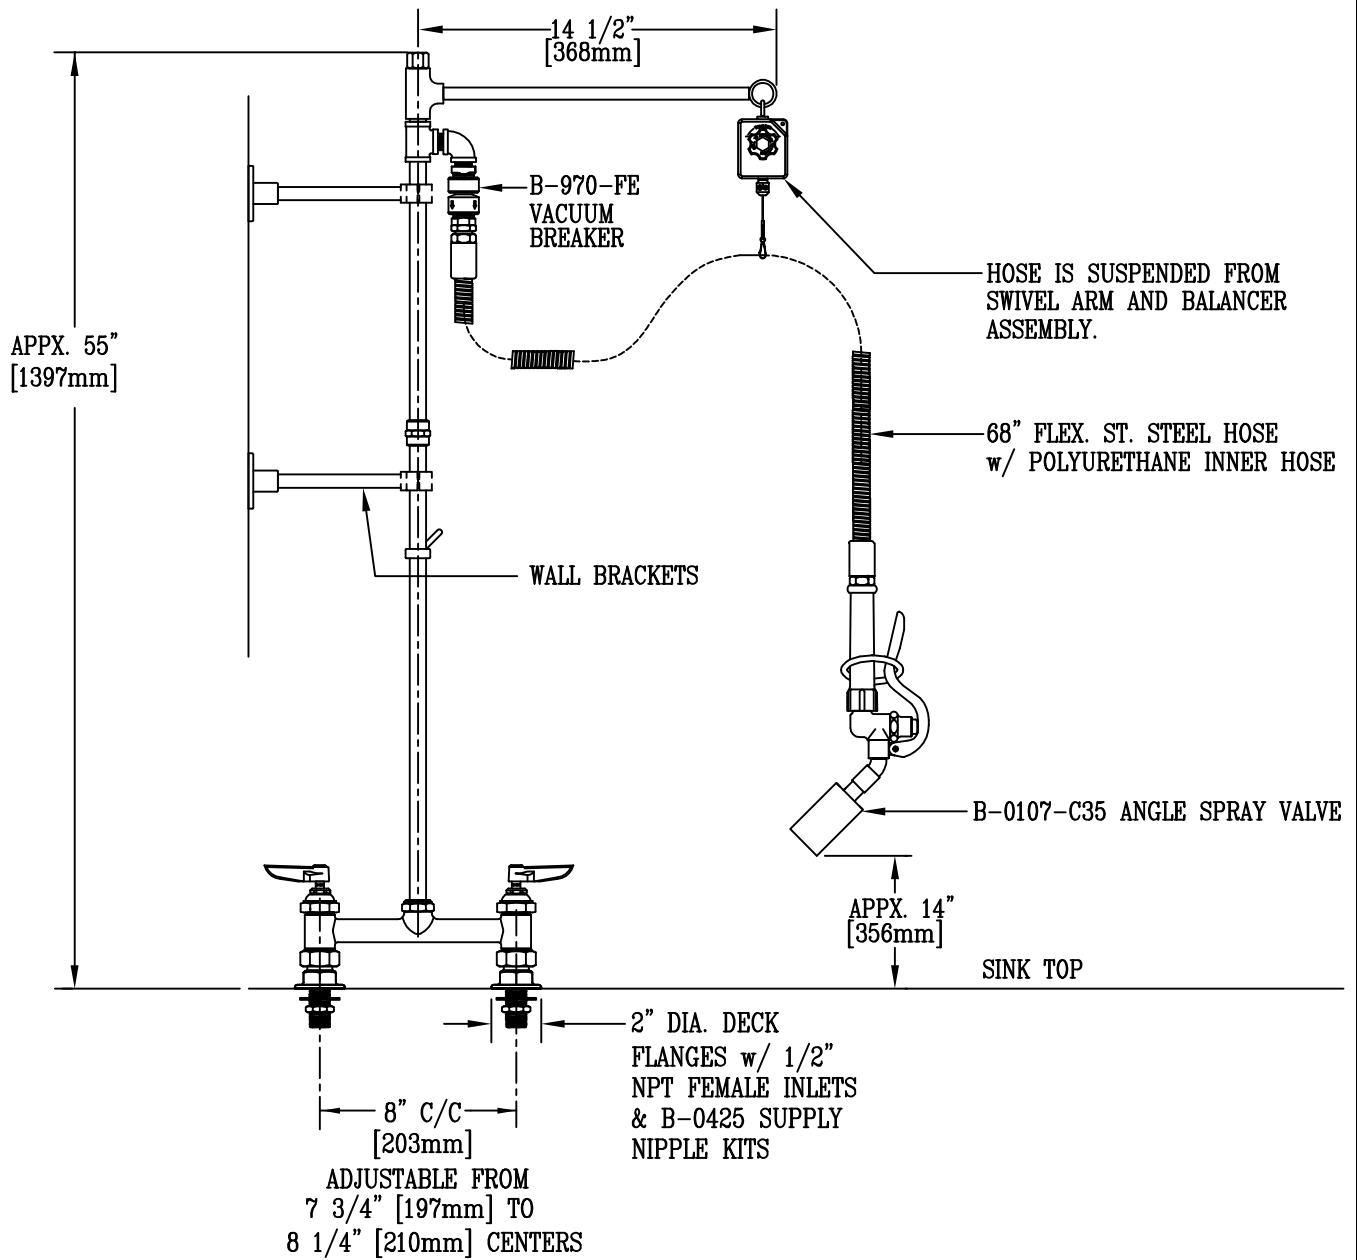 14 1/2"
[368mm]
B-970-FE
VACUUM
BREAKER
HOSE IS SUSPENDED FROM
SWIVEL ARM AND BALANCER
ASSEMBLY.
APPX. 55"
[1397mm]
68" FLEX. ST. STEEL HOSE
w/ POLYURETHANE INNER HOSE
WALL BRACKETS
B-0107-C35 ANGLE SPRAY VALVE
APPX. 14"
[356mm]
SINK TOP
2" DIA. DECK
FLANGES w/ 1/2"
NPT FEMALE INLETS
& B-0425 SUPPLY
NIPPLE KITS
8" C/C
[203mm]
ADJUSTABLE FROM
7 3/4" [197mm] TO
8 1/4" [210mm] CENTERS